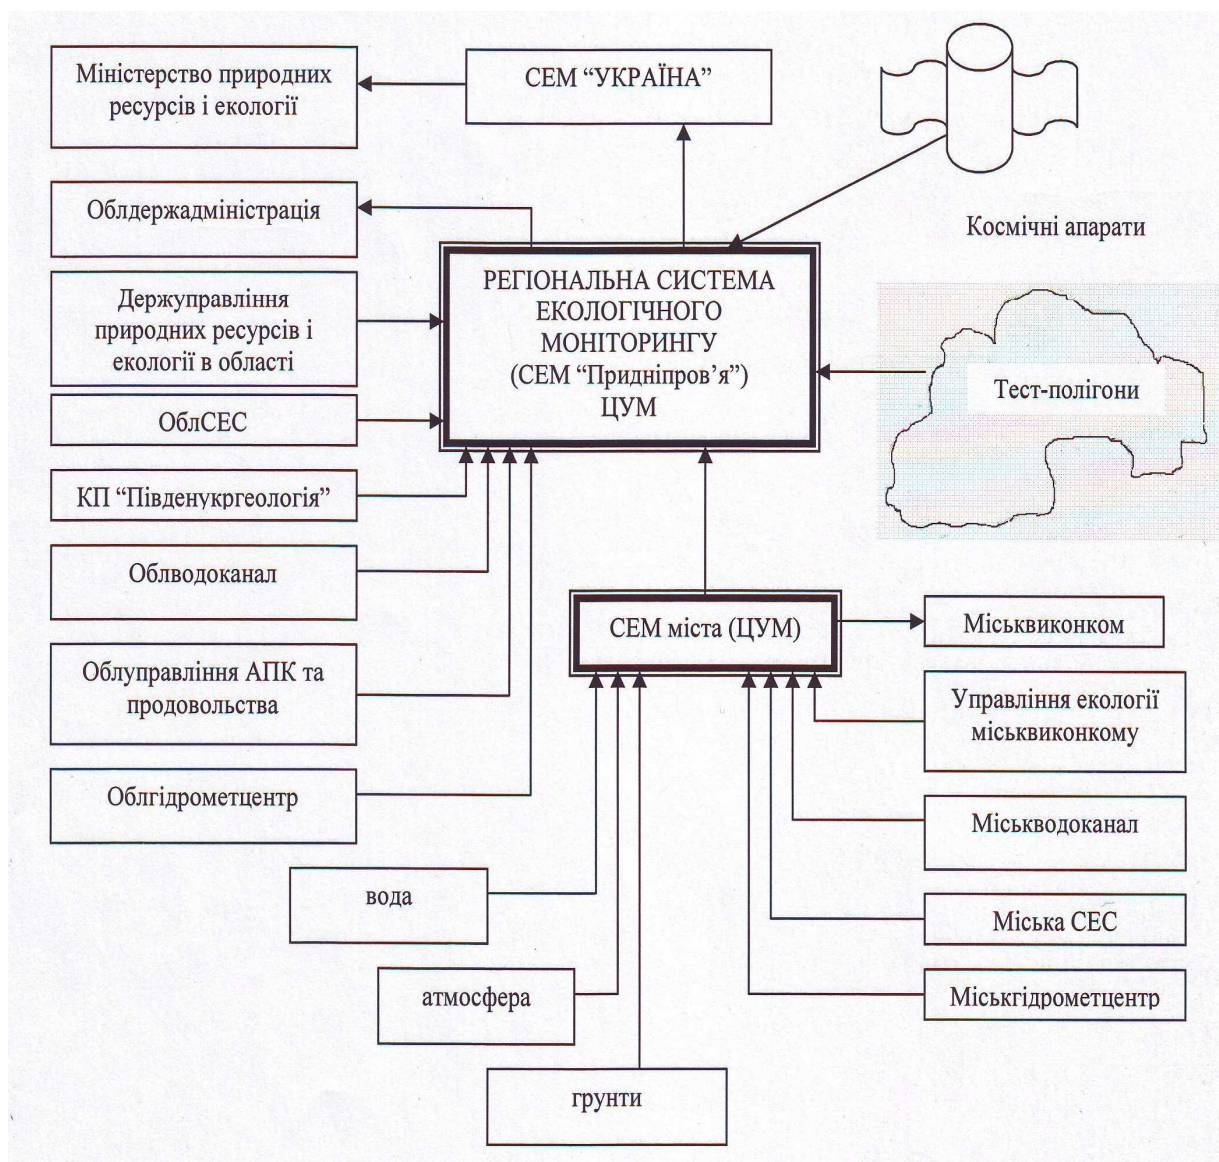 Міністерство природних
ресурсів і екології
СЕМ “УКРАЇНА”
Облдержадміністрація
Космічні апарати
Держуправління
природних ресурсів і
екології в області
РЕГІОНАЛЬНА СИСТЕМА
ЕКОЛОГІЧНОГО
МОНІТОРИНГУ
(СЕМ “Придніпров’я”)
ЦУМ
Тест-полігони
ОблСЕС
КП “Південукргеологія”
Облводоканал
СЕМ міста (ЦУМ)
Міськвиконком
Облуправління АПК та
продовольства
Управління екології
міськвиконкому
Облгідрометцентр
Міськводоканал
вода
Міська СЕС
атмосфера
Міськгідрометцентр
грунти